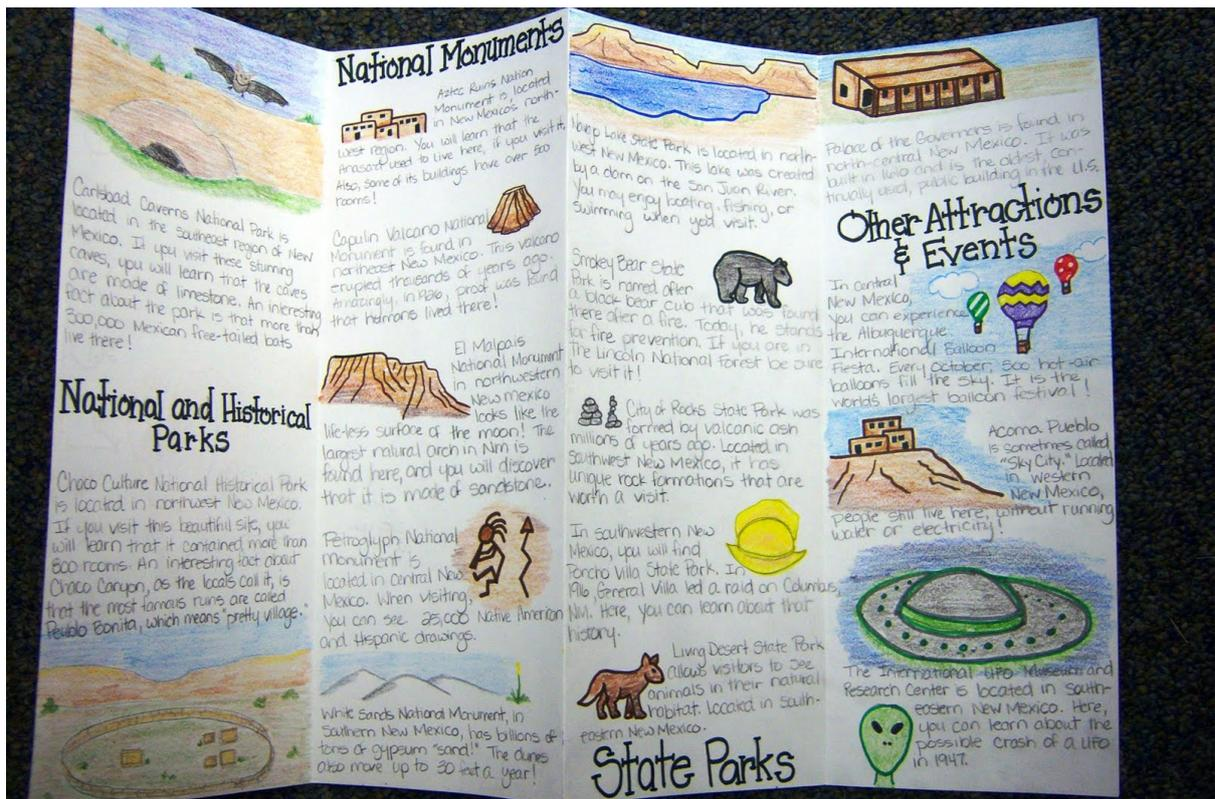 Carlsbad Caverns National Park is
located in the Southeast region of New
Mexico. If you visit these stunning
caves, you will learn that the caves
are made of limestone. An interesting
fact about the park is that more than
300,000 Mexican free-tailed bats
live there!
National and Historical
Parks
Chaco Culture National Historical Park
is located in northwest New Mexico.
If you visit this beautiful site, you
will learn that it contained more than
800 rooms. An interesting fact about
Chaco Canyon, as the locals call it, is
that the most famous ruins are called
Peublo Bonita, which means "pretty village."
National Monuments
Aztec Ruins Nation
Monument is located
in New Mexico's north-
west region. You will learn that the
Anasazi used to live here, if you visit it.
Also, some of its buildings have over 500
rooms!
Capulin Valcano National
Monument is found in
northeast New Mexico. This valcano
erupted thousands of years ago.
Amazingly, in 1926, proof was found
that humans lived there!
El Malpais
National Monument
in northwestern
New mexico
looks like the
life-less surface of the moon! The
largest natural arch in Nm is
found here, and you will discover
that it is made of sandstone.
Petroglyph National
monument is
located in central New
Mexico. When visiting,
You can see 25,000 Native American
and Hispanic drawings.
White Sands National Monument, in
Southern New Mexico, has billions of
tons of gypsum "sand!" The dunes
also move up to 30 feet a year!
Navajo Lake State Park is located in north-
west New Mexico. This lake was created
by a dam on the San Juan River.
You may enjoy boating, fishing, or
swimming when you visit.
Smokey Bear State
Park is named after
a black bear cub that was found
there after a fire. Today, he stands
for fire prevention. If you are in
The Lincoln National Forest be sure
to visit it!
City of Rocks State Park was
formed by valcanic ash
millions of years ago. Located in
southwest New Mexico, it has
unique rock formations that are
worth a visit.
In southwestern New
Mexico, you will find
Poncho Villa State Park. In
1916, General Villa led a raid on Columbus,
NM. Here, you can learn about that
history.
Living Desert State Park
allows visitors to see
animals in their natural
habitat. Located in south-
eastern New Mexico.
State Parks
Palace of the Governors is found in
north-central New Mexico. It was
built in 1610 and is the oldest, con-
tinually used, public building in the U.S.
Other Attractions
& Events
In central
New Mexico,
you can experience
the Albuquerque
International Balloon
Fiesta. Every october, 500 hot-air
balloons fill the sky. It is the
worlds largest balloon festival!
Acoma Pueblo
is sometimes called
"Sky City." Located
in western
New Mexico,
people still live here, without running
water or electricity!
The International UFO Museum and
Research Center is located in South-
eastern New Mexico. Here,
you can learn about the
possible crash of a UFO
in 1947.